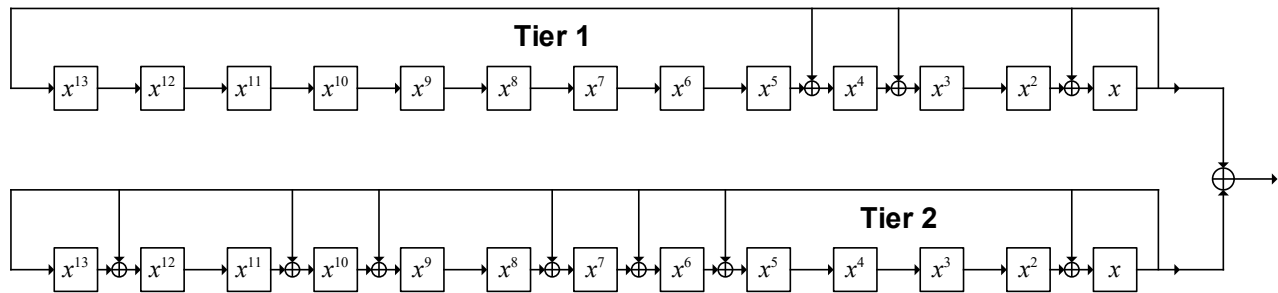 Tier 1
x¹³ x¹² x¹¹ x¹⁰ x⁹ x⁸ x⁷ x⁶ x⁵ x⁴ x³ x² x
Tier 2
x¹³ x¹² x¹¹ x¹⁰ x⁹ x⁸ x⁷ x⁶ x⁵ x⁴ x³ x² x